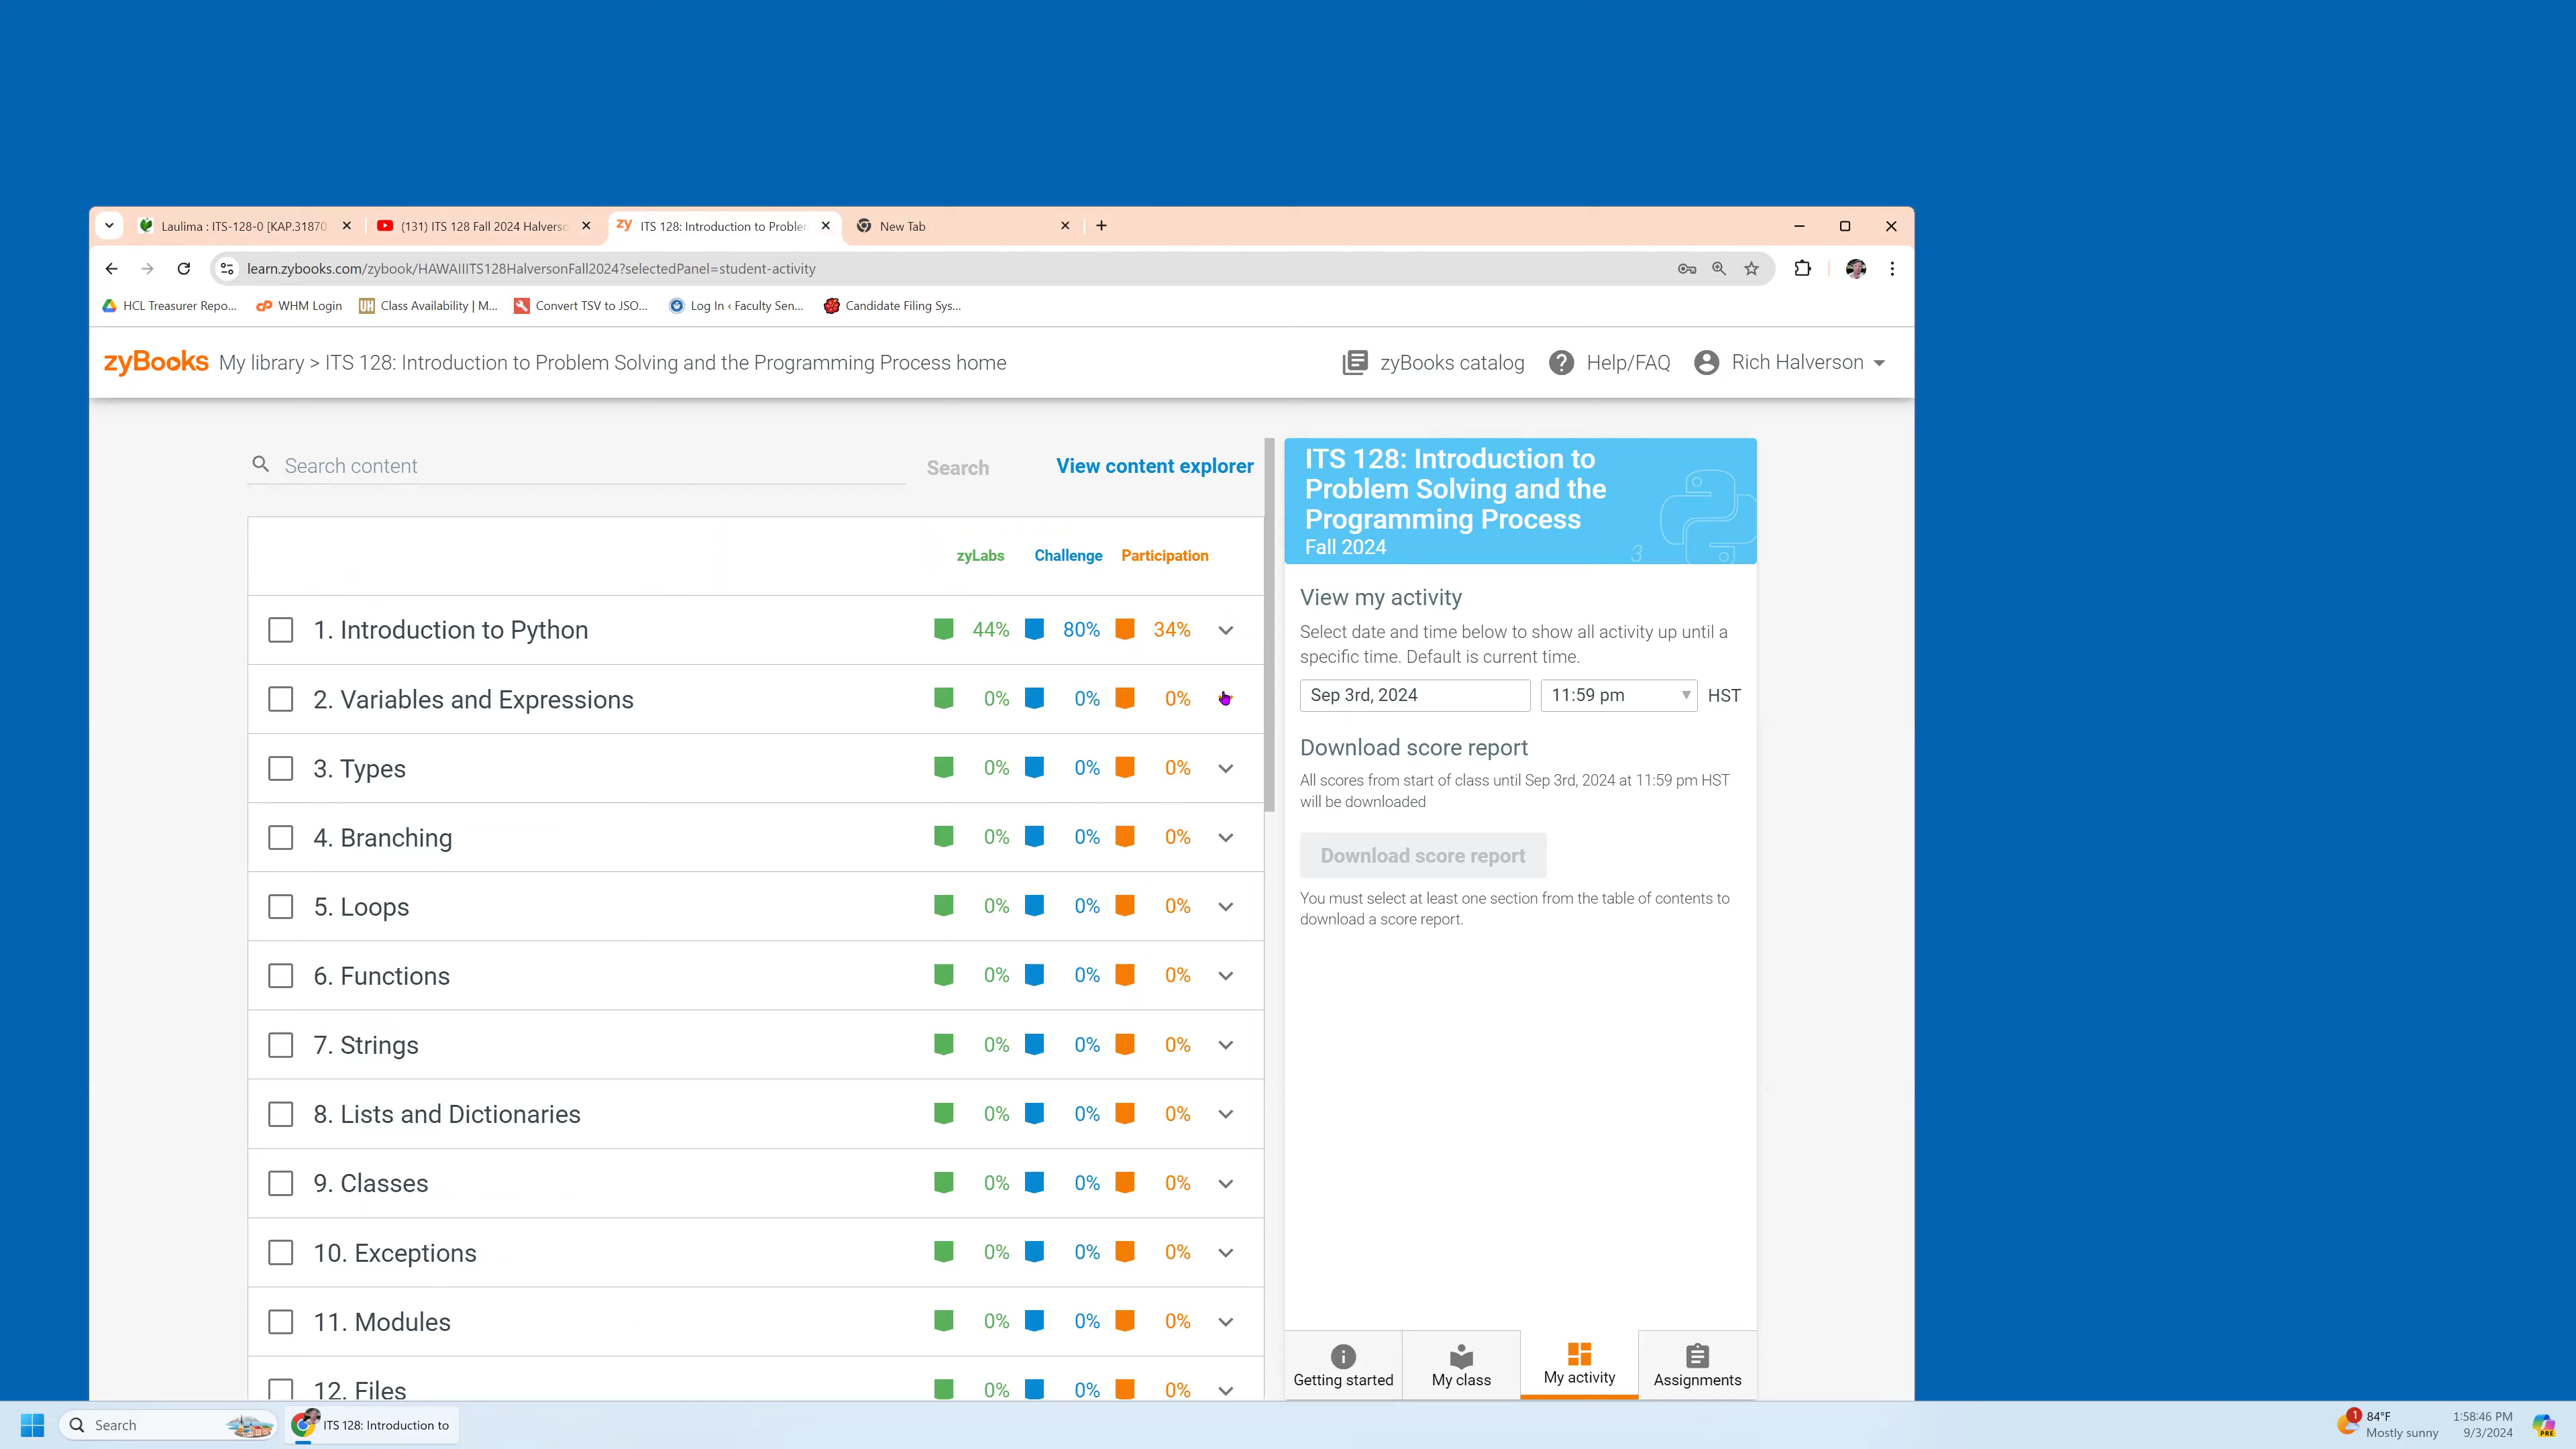 Laulima : ITS-128-0 [KAP.31870.
(131) ITS 128 Fall 2024 Halverso
zy ITS 128: Introduction to Probler
New Tab
learn.zybooks.com/zybook/HAWAIIITS128HalversonFall2024?selectedPanel=student-activity
HCL Treasurer Repo...
WHM Login
Class Availability | M...
Convert TSV to JSO...
Log In ‹ Faculty Sen...
Candidate Filing Sys...
zyBooks
My library > ITS 128: Introduction to Problem Solving and the Programming Process home
zyBooks catalog
Help/FAQ
Rich Halverson
Search content
Search
View content explorer
zyLabs Challenge Participation
1. Introduction to Python 44% 80% 34%
2. Variables and Expressions 0% 0% 0%
3. Types 0% 0% 0%
4. Branching 0% 0% 0%
5. Loops 0% 0% 0%
6. Functions 0% 0% 0%
7. Strings 0% 0% 0%
8. Lists and Dictionaries 0% 0% 0%
9. Classes 0% 0% 0%
10. Exceptions 0% 0% 0%
11. Modules 0% 0% 0%
12. Files 0% 0% 0%
ITS 128: Introduction to
Problem Solving and the
Programming Process
Fall 2024
3
View my activity
Select date and time below to show all activity up until a
specific time. Default is current time.
Sep 3rd, 2024 11:59 pm HST
Download score report
All scores from start of class until Sep 3rd, 2024 at 11:59 pm HST
will be downloaded
Download score report
You must select at least one section from the table of contents to
download a score report.
Getting started
My class
My activity
Assignments
Search
ITS 128: Introduction to
1
84°F
Mostly sunny
1:58:46 PM
9/3/2024
PRE